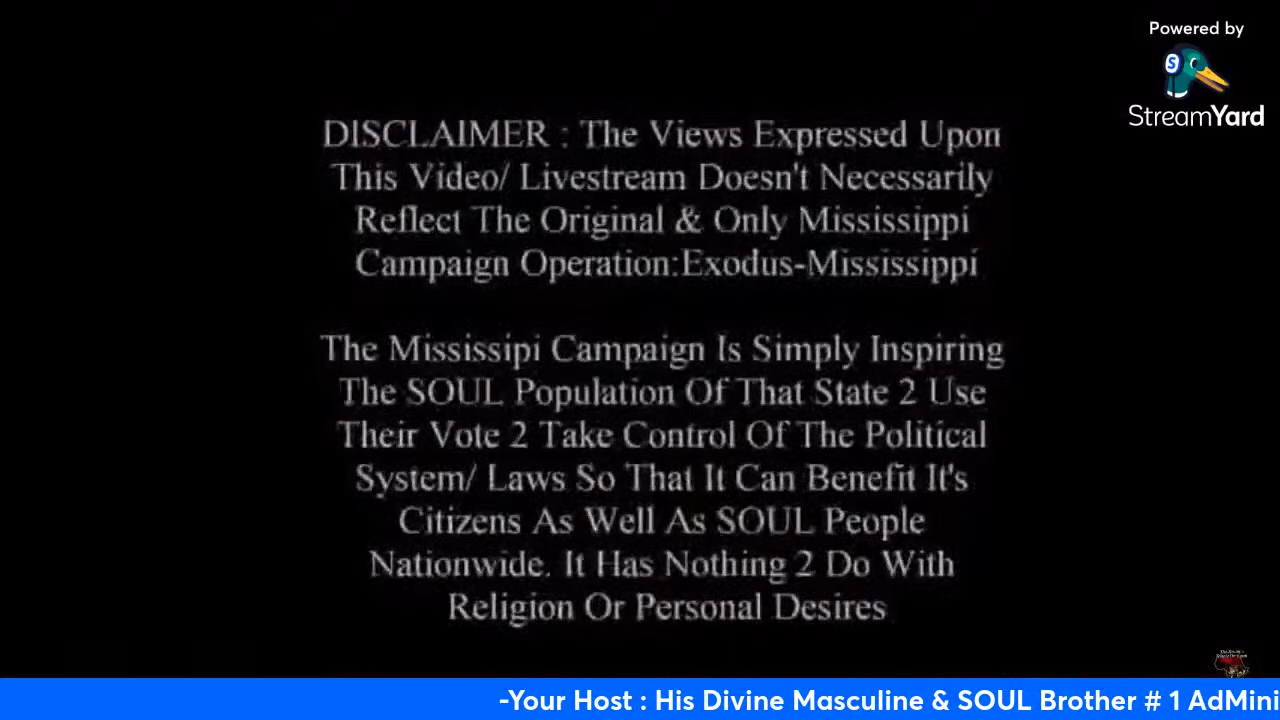 Powered by
StreamYard
DISCLAIMER : The Views Expressed Upon
This Video/ Livestream Doesn't Necessarily
Reflect The Original & Only Mississippi
Campaign Operation:Exodus-Mississippi
The Mississipi Campaign Is Simply Inspiring
The SOUL Population Of That State 2 Use
Their Vote 2 Take Control Of The Political
System/ Laws So That It Can Benefit It's
Citizens As Well As SOUL People
Nationwide. It Has Nothing 2 Do With
Religion Or Personal Desires
-Your Host : His Divine Masculine & SOUL Brother # 1 AdMini